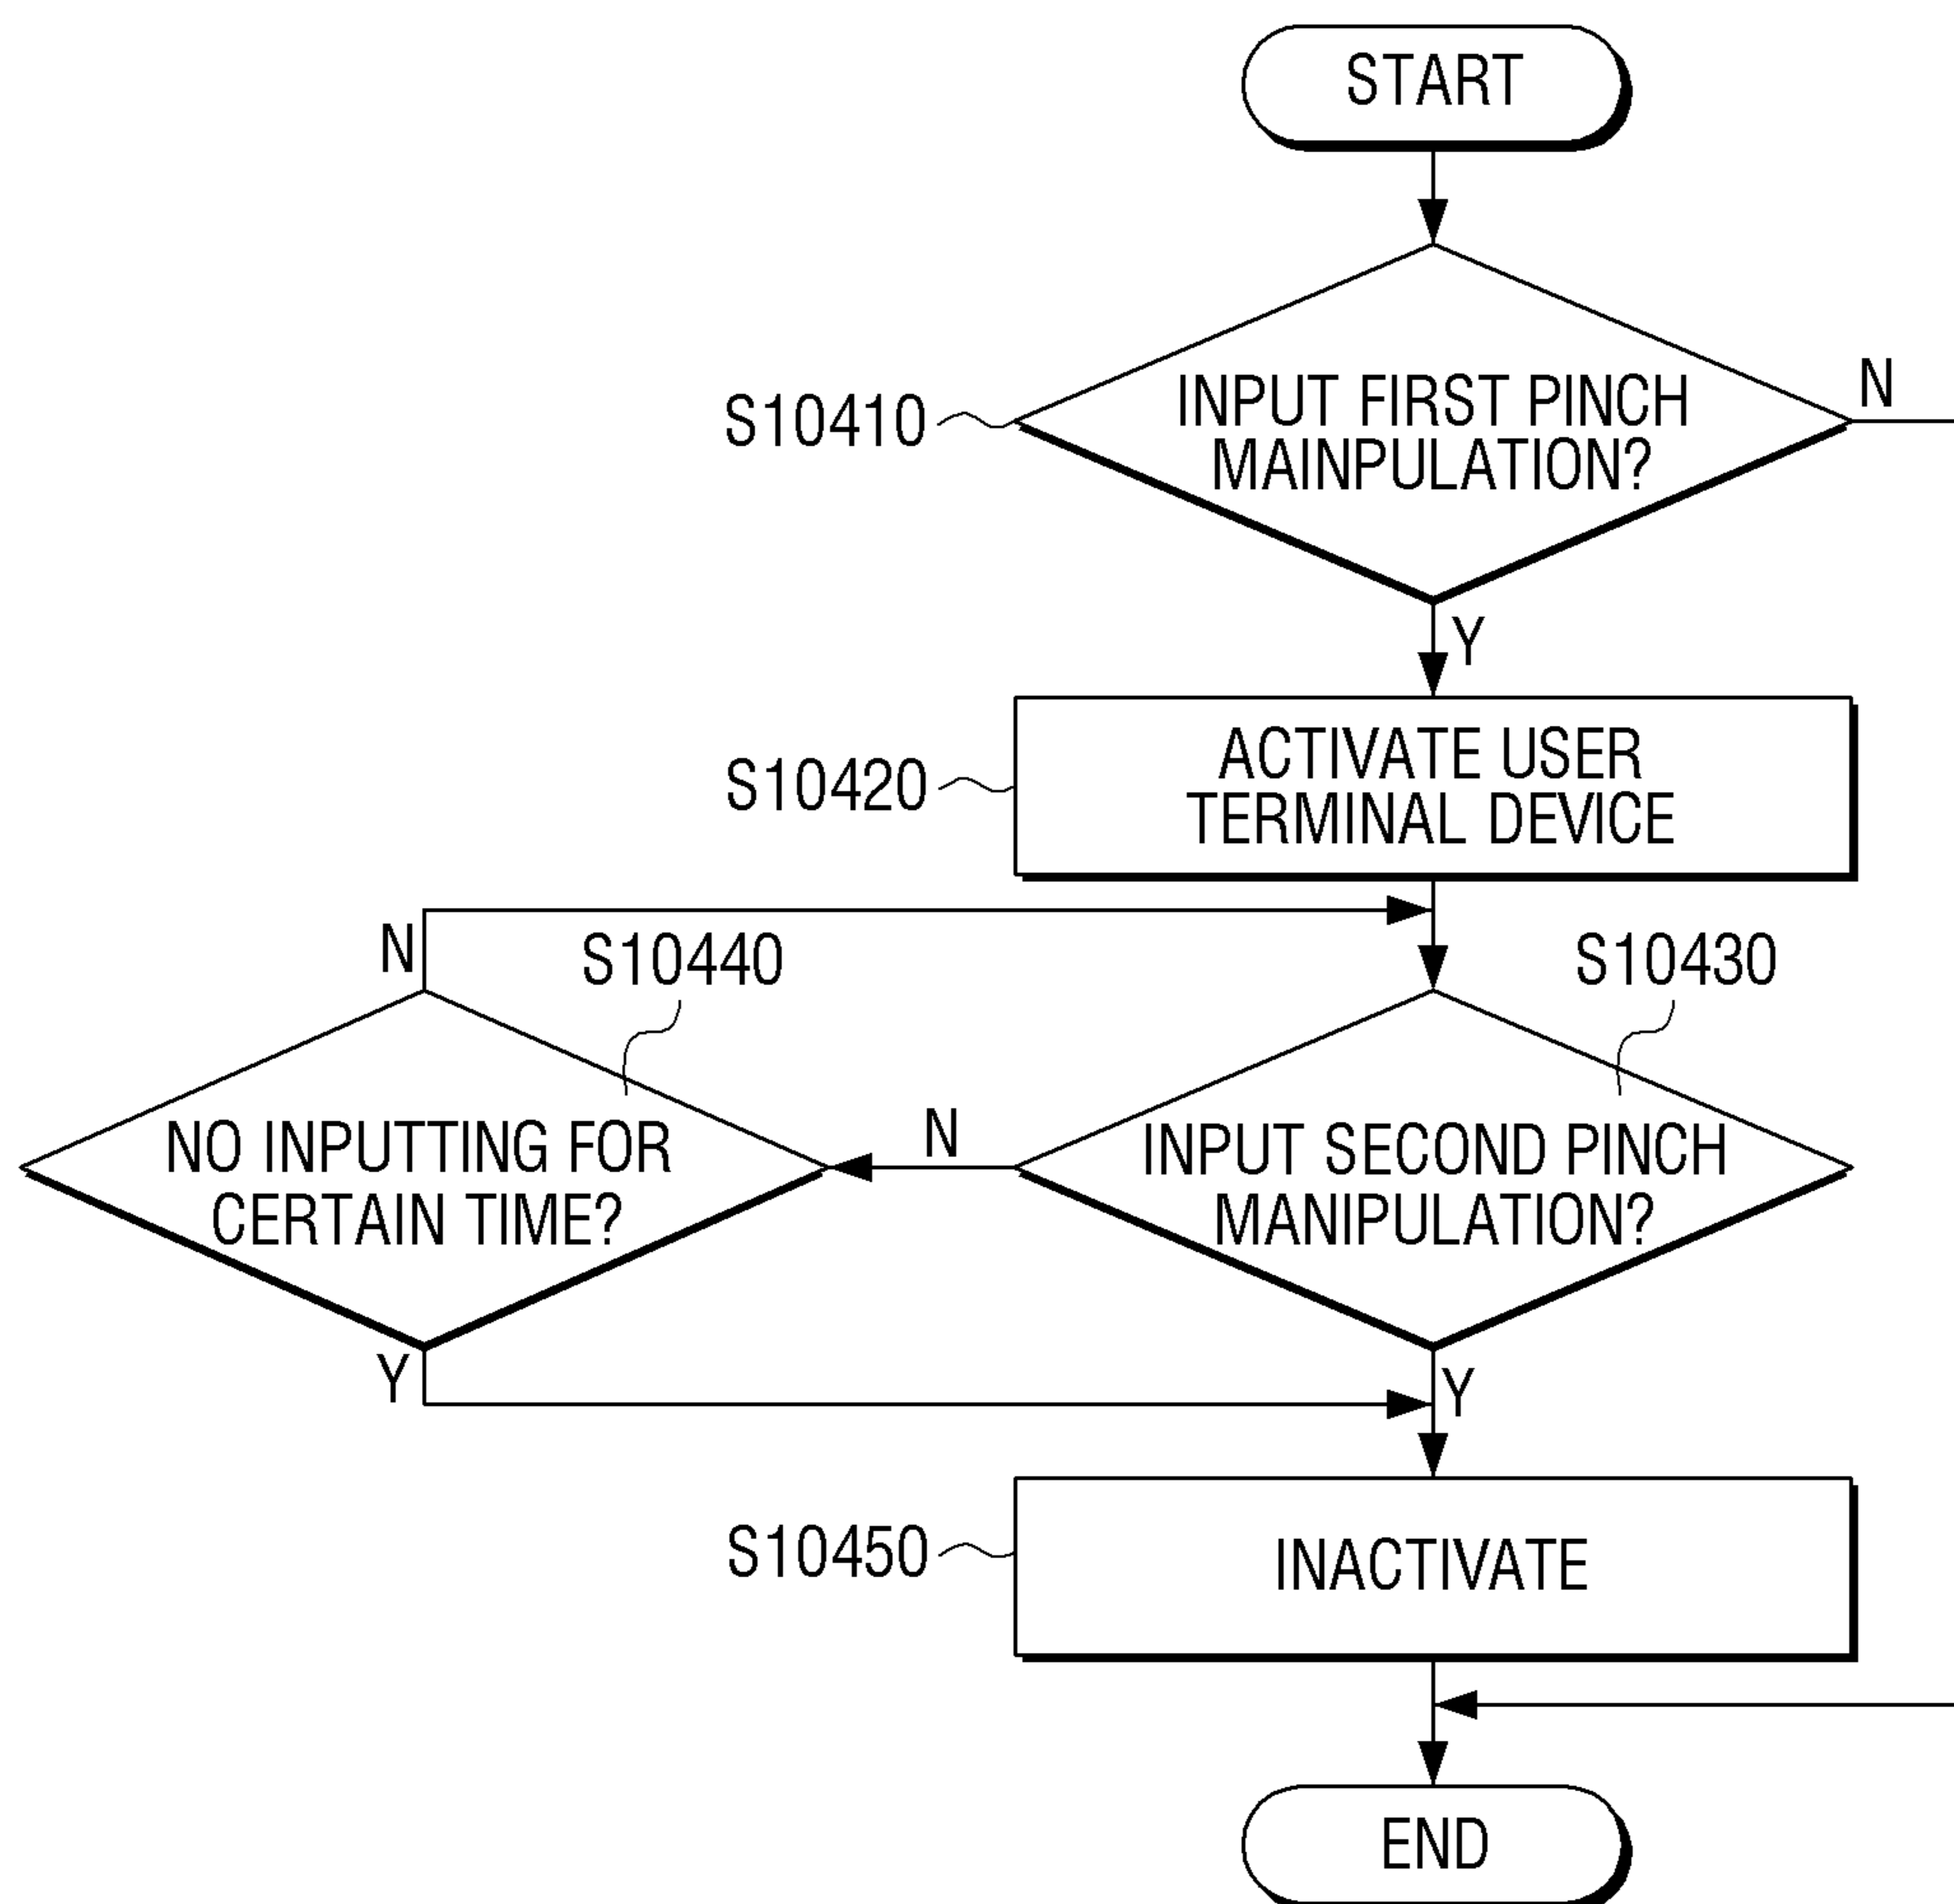 START
INPUT FIRST PINCH
MAINPULATION?
N
S10410
Y
ACTIVATE USER
TERMINAL DEVICE
S10420
N
S10440
S10430
NO INPUTTING FOR
CERTAIN TIME?
N
INPUT SECOND PINCH
MANIPULATION?
Y
Y
S10450
INACTIVATE
END